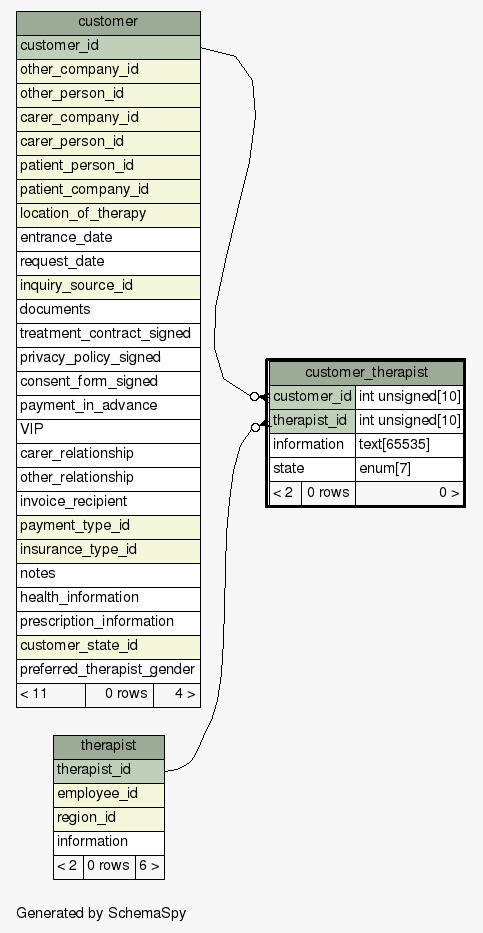 customer
customer_id
other_company_id
other_person_id
carer_company_id
carer_person_id
patient_person_id
patient_company_id
location_of_therapy
entrance_date
request_date
inquiry_source_id
documents
treatment_contract_signed
privacy_policy_signed
consent_form_signed
payment_in_advance
VIP
carer_relationship
other_relationship
invoice_recipient
payment_type_id
insurance_type_id
notes
health_information
prescription_information
customer_state_id
preferred_therapist_gender
< 11 0 rows 4 >
customer_therapist
customer_id int unsigned[10]
therapist_id int unsigned[10]
information text[65535]
state enum[7]
< 2 0 rows 0 >
therapist
therapist_id
employee_id
region_id
information
< 2 0 rows 6 >
Generated by SchemaSpy